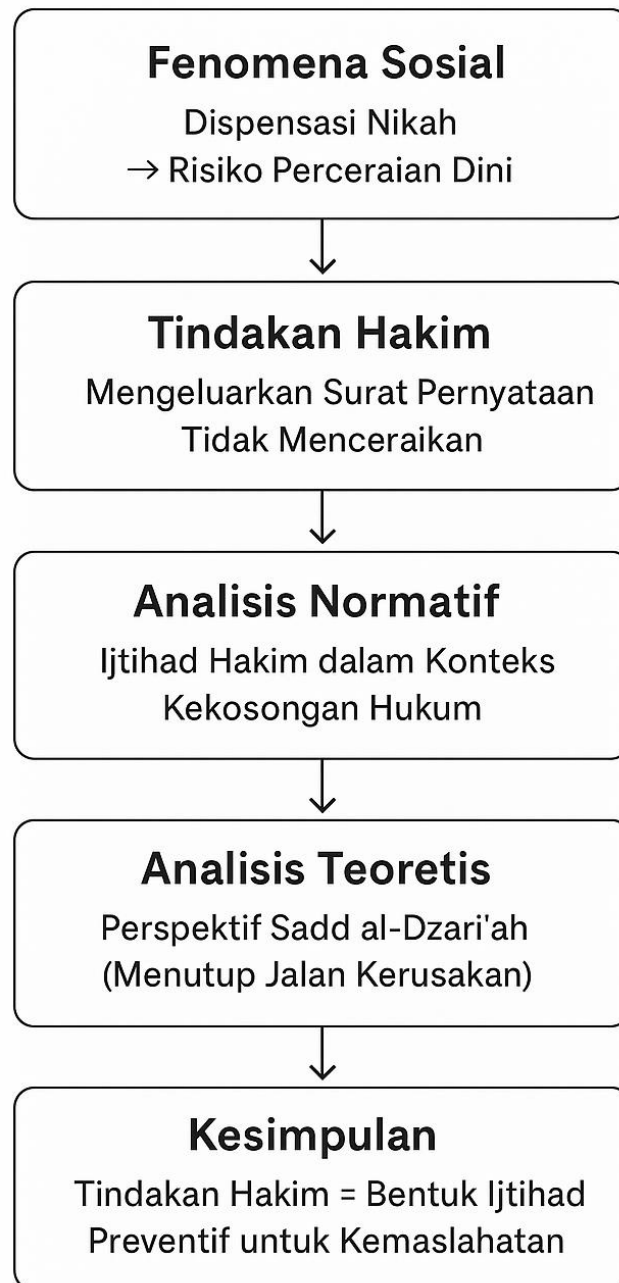 Fenomena Sosial
Dispensasi Nikah
→ Risiko Perceraian Dini
Tindakan Hakim
Mengeluarkan Surat Pernyataan
Tidak Menceraikan
Analisis Normatif
Ijtihad Hakim dalam Konteks
Kekosongan Hukum
Analisis Teoretis
Perspektif Sadd al-Dzari'ah
(Menutup Jalan Kerusakan)
Kesimpulan
Tindakan Hakim = Bentuk Ijtihad
Preventif untuk Kemaslahatan